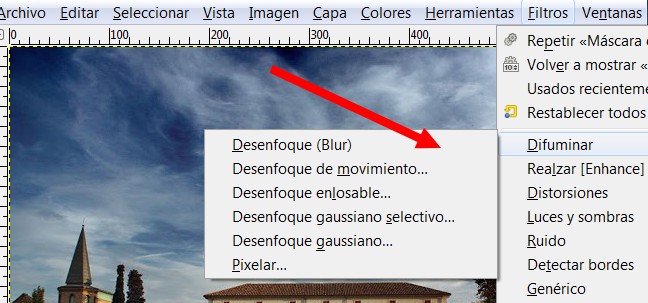 Archivo Editar Seleccionar Vista Imagen Capa Colores Herramientas Filtros Ventanas
0 100 200 300 400
Repetir «Máscara
Volver a mostrar «
Usados recienteme
Restablecer todos
Difuminar
Realzar [Enhance]
Distorsiones
Luces y sombras
Ruido
Detectar bordes
Genérico
Desenfoque (Blur)
Desenfoque de movimiento...
Desenfoque enlosable...
Desenfoque gaussiano selectivo...
Desenfoque gaussiano...
Pixelar...